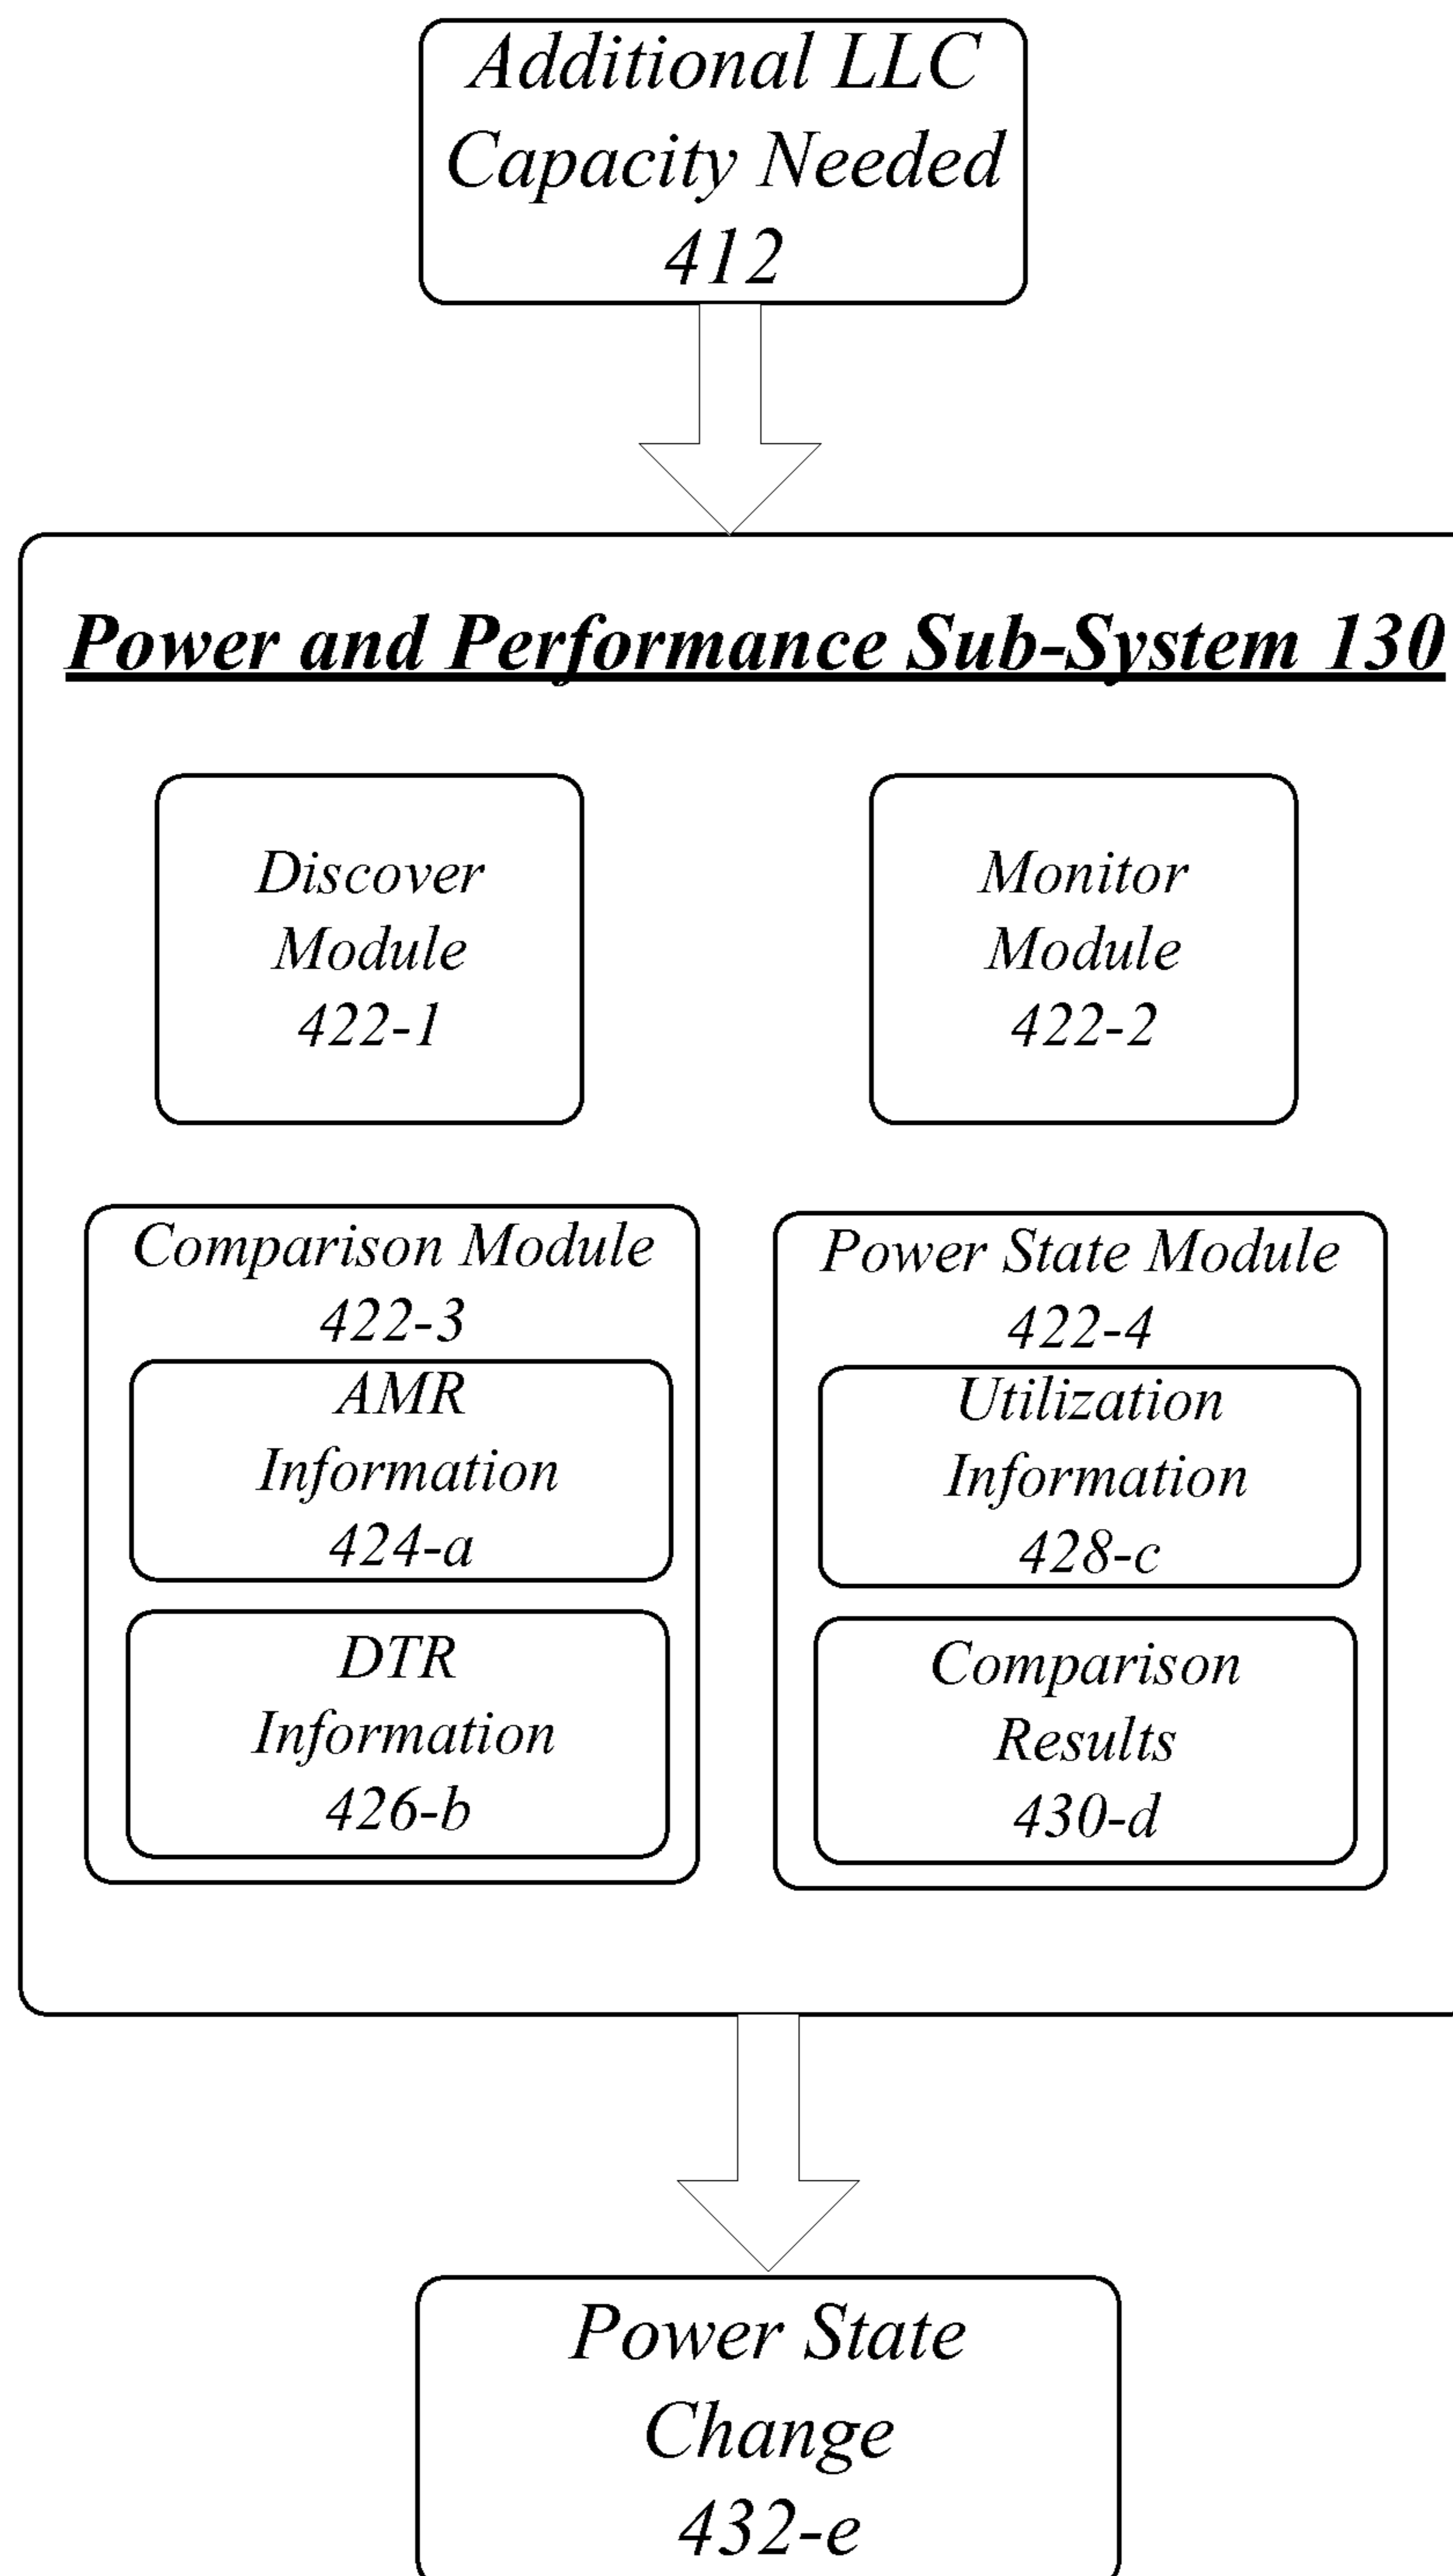 Additional LLC
Capacity Needed
412
Power and Performance Sub-System 130
Discover
Module
422-1
Monitor
Module
422-2
Comparison Module
422-3
AMR
Information
424-a
DTR
Information
426-b
Power State Module
422-4
Utilization
Information
428-c
Comparison
Results
430-d
Power State
Change
432-e